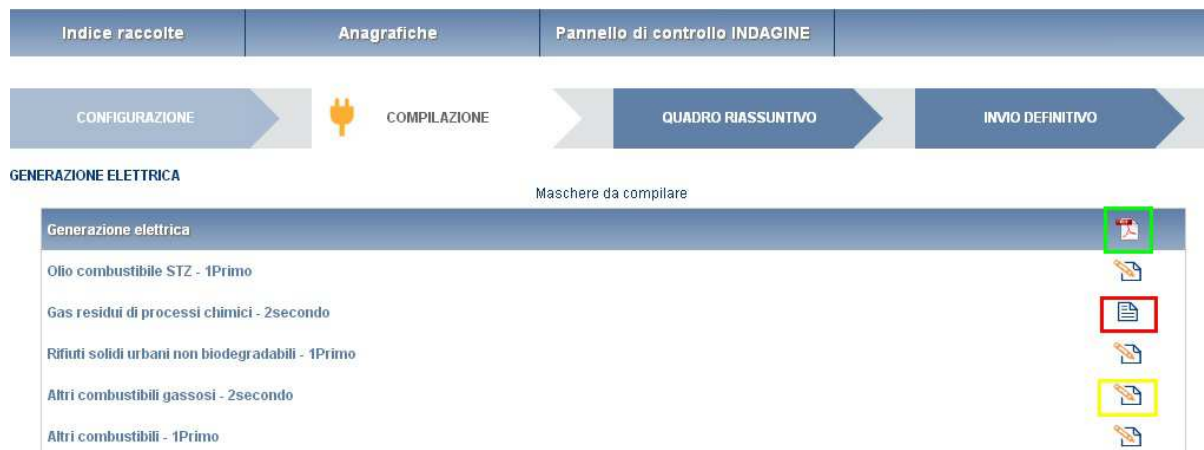 Indice raccolte Anagrafiche Pannello di controllo INDAGINE
CONFIGURAZIONE COMPILAZIONE QUADRO RIASSUNTIVO INVIO DEFINITIVO
GENERAZIONE ELETTRICA
Maschere da compilare
Generazione elettrica
Olio combustibile STZ - 1Primo
Gas residui di processi chimici - 2secondo
Rifiuti solidi urbani non biodegradabili - 1Primo
Altri combustibili gassosi - 2secondo
Altri combustibili - 1Primo